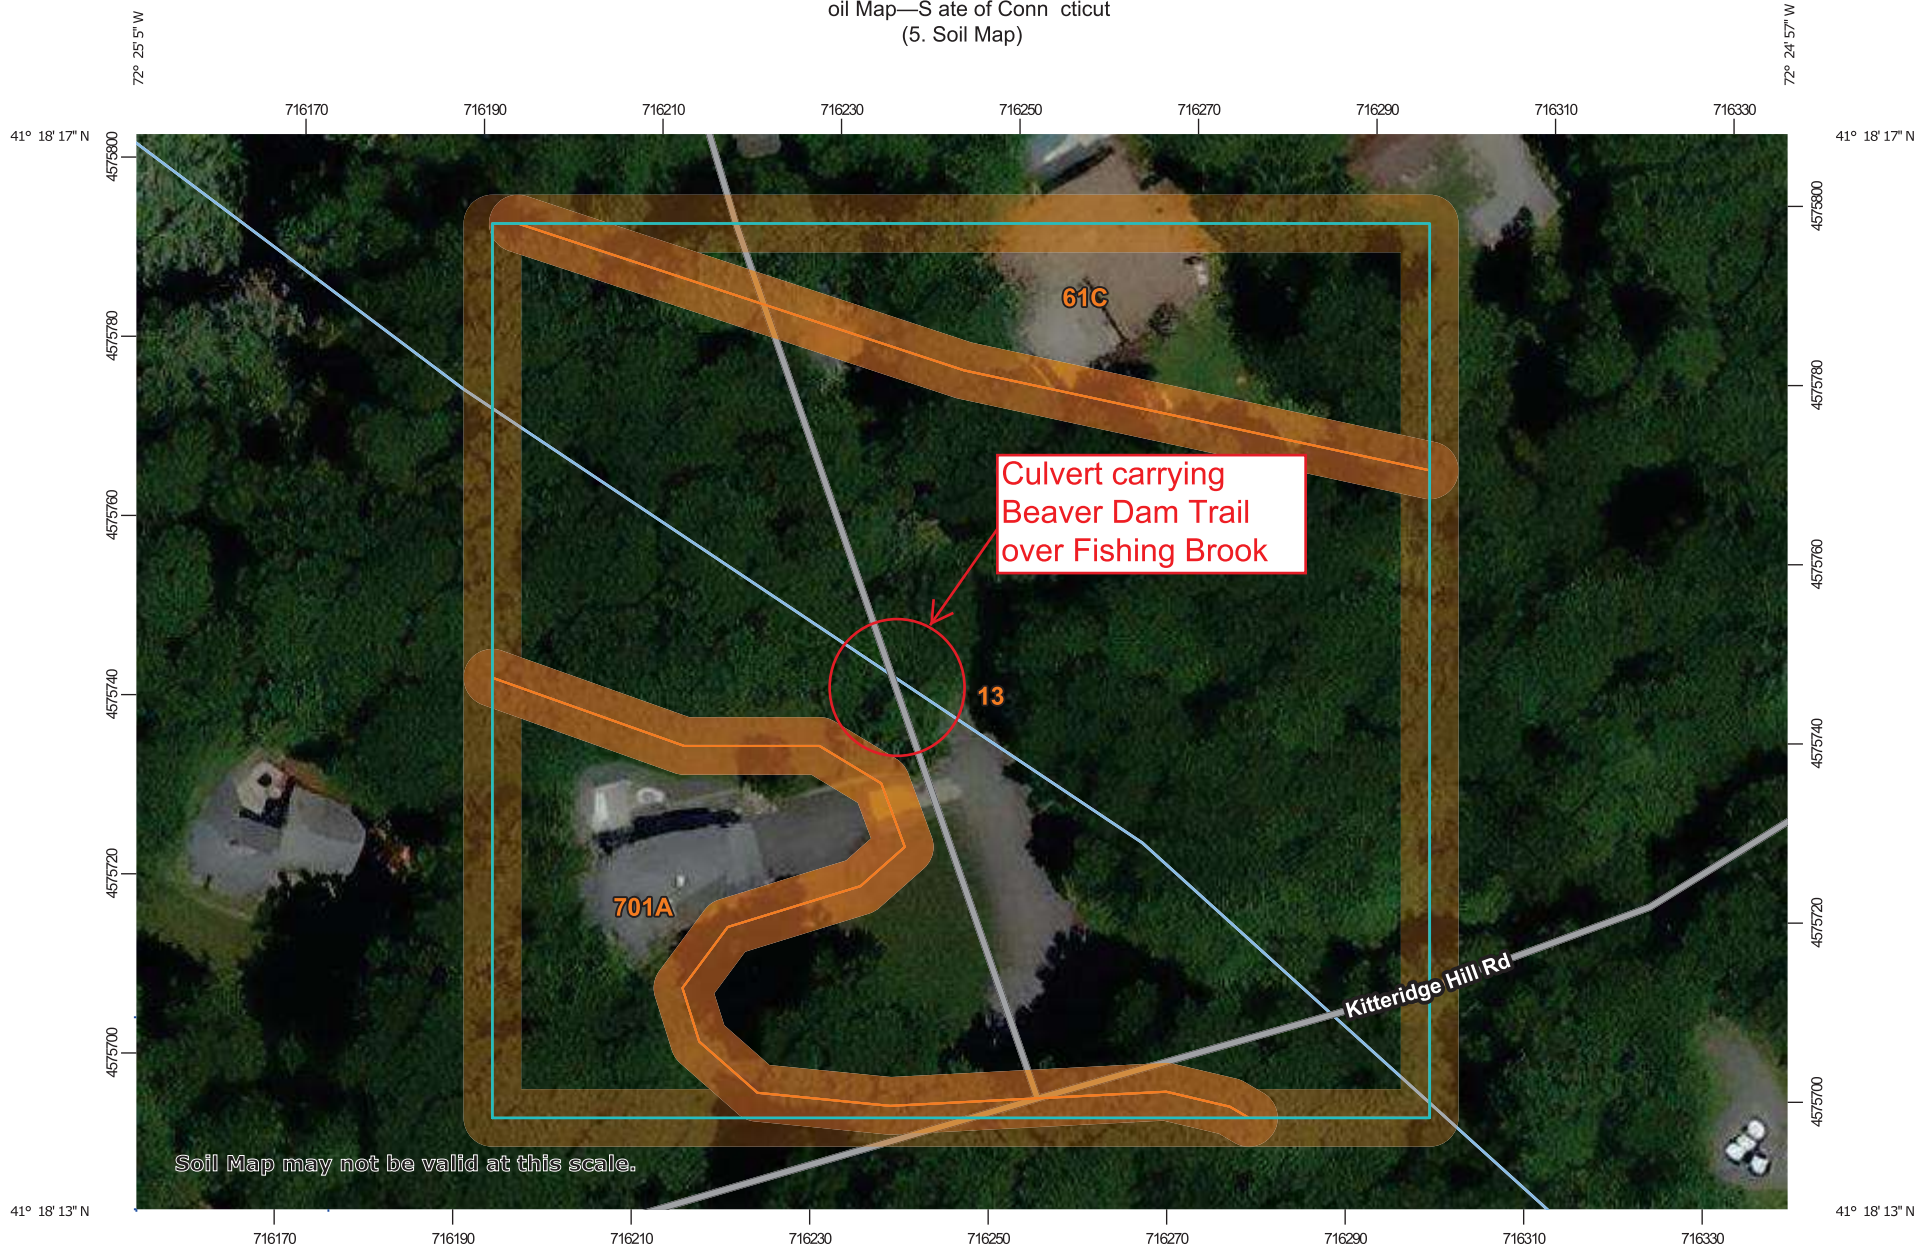 oil Map—S ate of Conn cticut
(5. Soil Map)
72° 25' 5'' W
72° 24' 57'' W
716170 716190 716210 716230 716250 716270 716290 716310 716330
41° 18' 17'' N
41° 18' 17'' N
4575800
4575800
61C
4575780
4575780
Culvert carrying
Beaver Dam Trail
over Fishing Brook
4575760
4575760
13
4575740
4575740
701A
4575720
4575720
Kitteridge Hill Rd
4575700
4575700
Soil Map may not be valid at this scale.
41° 18' 13'' N
41° 18' 13'' N
716170 716190 716210 716230 716250 716270 716290 716310 716330